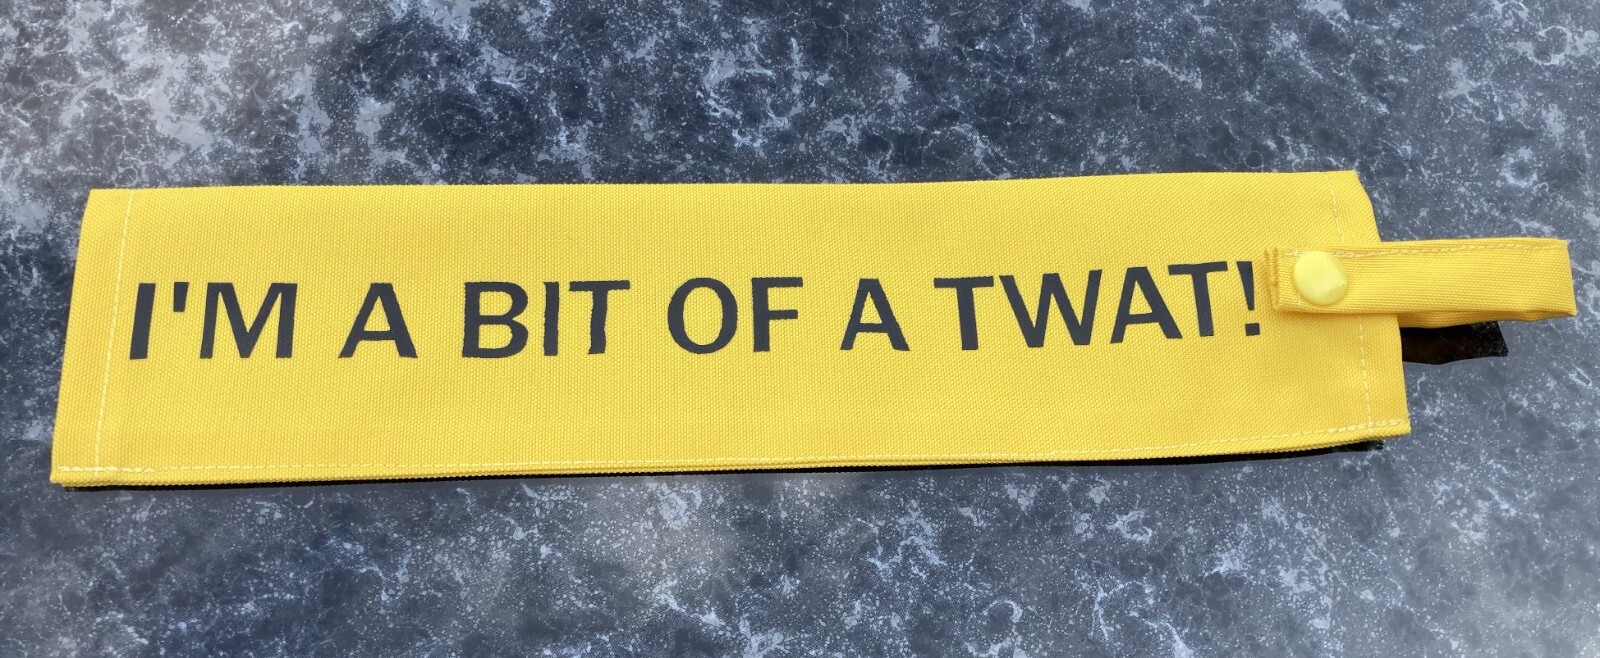 I'M A BIT OF A TWAT!